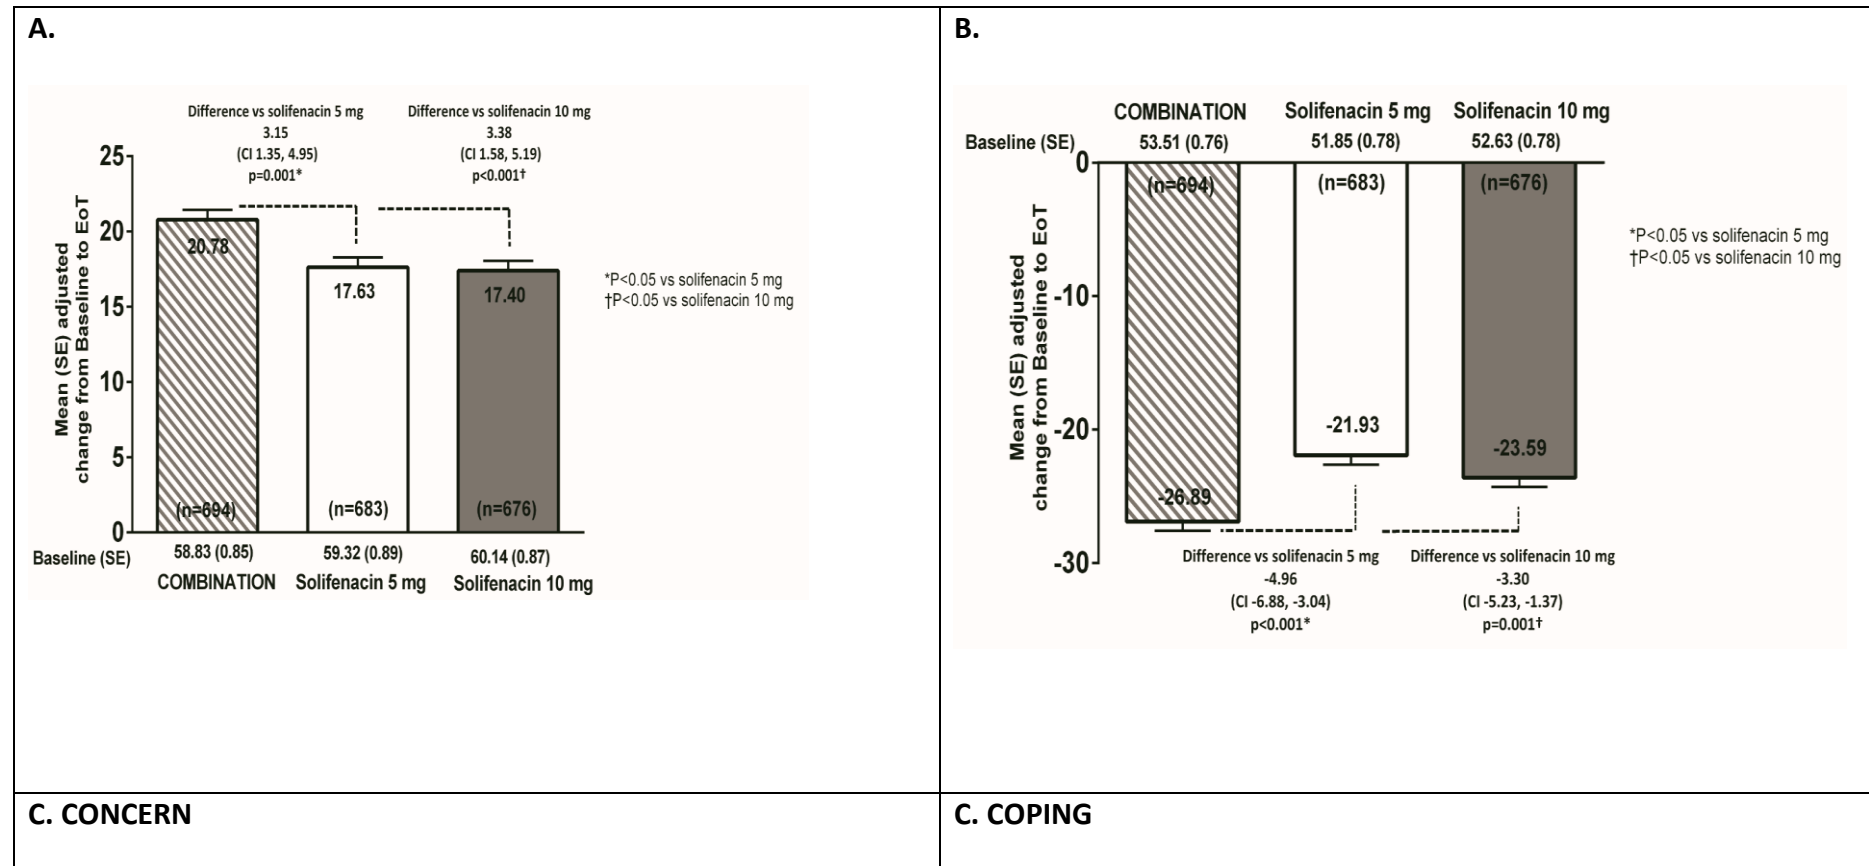 A.
Difference vs solifenacin 5 mg
3.15
(CI 1.35, 4.95)
p=0.001*
Difference vs solifenacin 10 mg
3.38
(CI 1.58, 5.19)
p<0.001†
Mean (SE) adjusted
change from Baseline to EoT
25
20
15
10
5
0
20.78
17.63
17.40
(n=694)
(n=683)
(n=676)
*P<0.05 vs solifenacin 5 mg
†P<0.05 vs solifenacin 10 mg
Baseline (SE)
58.83 (0.85)
59.32 (0.89)
60.14 (0.87)
COMBINATION
Solifenacin 5 mg
Solifenacin 10 mg
B.
COMBINATION
Solifenacin 5 mg
Solifenacin 10 mg
Baseline (SE)
53.51 (0.76)
51.85 (0.78)
52.63 (0.78)
Mean (SE) adjusted
change from Baseline to EoT
0
-10
-20
-30
(n=694)
(n=683)
(n=676)
-26.89
-21.93
-23.59
*P<0.05 vs solifenacin 5 mg
†P<0.05 vs solifenacin 10 mg
Difference vs solifenacin 5 mg
-4.96
(CI -6.88, -3.04)
p<0.001*
Difference vs solifenacin 10 mg
-3.30
(CI -5.23, -1.37)
p=0.001†
C. CONCERN
C. COPING